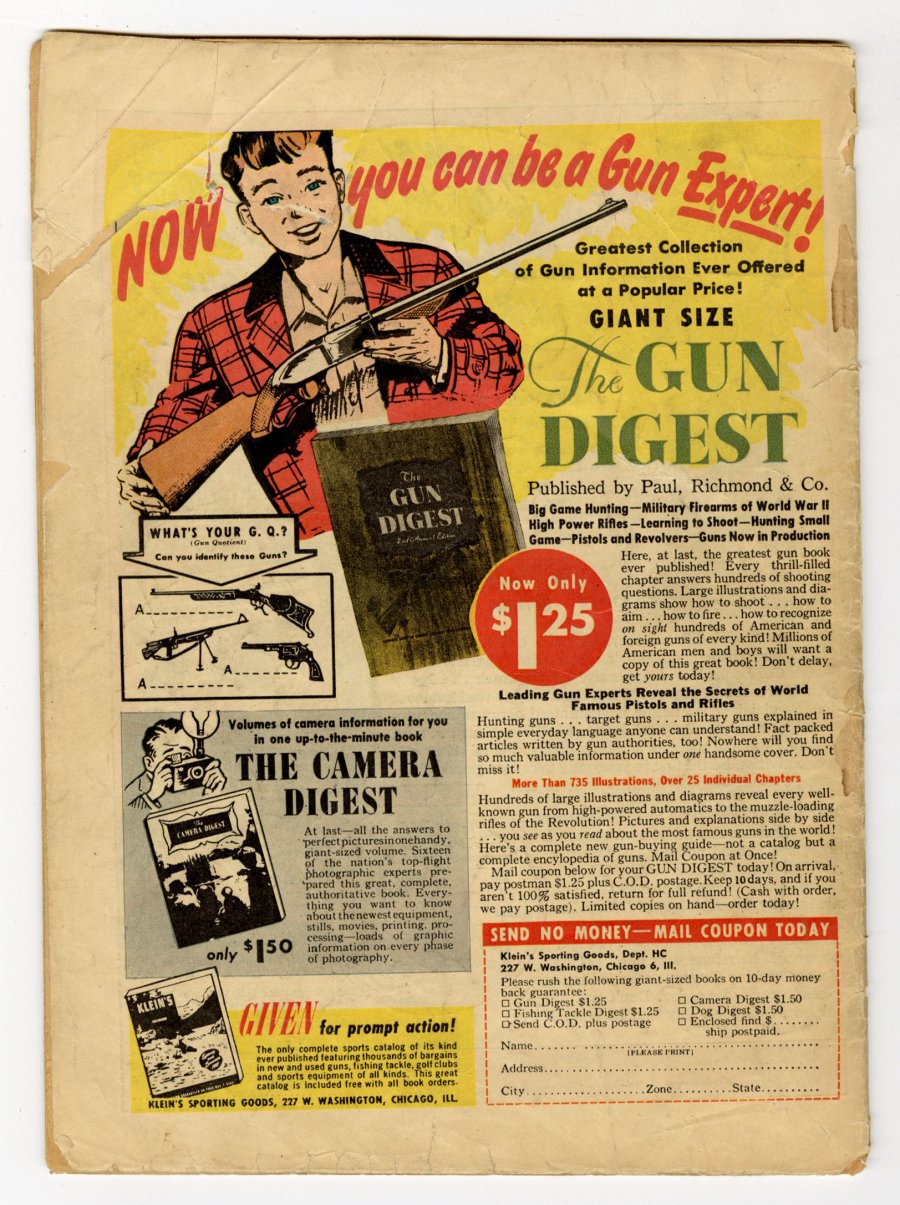 NOW you can be a Gun Expert!
Greatest Collection
of Gun Information Ever Offered
at a Popular Price!
GIANT SIZE
The GUN
DIGEST
Published by Paul, Richmond & Co.
Big Game Hunting—Military Firearms of World War II
High Power Rifles—Learning to Shoot—Hunting Small
Game—Pistols and Revolvers—Guns Now in Production
The
GUN
DIGEST
2nd Annual Edition
WHAT'S YOUR G. Q.?
(Gun Quotient)
Can you identify these Guns?
A
A
A
Now Only
$1 25
Here, at last, the greatest gun book
ever published! Every thrill-filled
chapter answers hundreds of shooting
questions. Large illustrations and dia-
grams show how to shoot . . . how to
aim . . . how to fire . . . how to recognize
on sight hundreds of American and
foreign guns of every kind! Millions of
American men and boys will want a
copy of this great book! Don't delay,
get yours today!
Leading Gun Experts Reveal the Secrets of World
Famous Pistols and Rifles
Hunting guns . . . target guns . . . military guns explained in
simple everyday language anyone can understand! Fact packed
articles written by gun authorities, too! Nowhere will you find
so much valuable information under one handsome cover. Don't
miss it!
More Than 735 Illustrations, Over 25 Individual Chapters
Hundreds of large illustrations and diagrams reveal every well-
known gun from high-powered automatics to the muzzle-loading
rifles of the Revolution! Pictures and explanations side by side
. . . you see as you read about the most famous guns in the world!
Here's a complete new gun-buying guide—not a catalog but a
complete encyclopedia of guns. Mail Coupon at Once!
Mail coupon below for your GUN DIGEST today! On arrival,
pay postman $1.25 plus C.O.D. postage. Keep 10 days, and if you
aren't 100% satisfied, return for full refund! (Cash with order,
we pay postage). Limited copies on hand—order today!
Volumes of camera information for you
in one up-to-the-minute book
THE CAMERA
DIGEST
The
CAMERA DIGEST
At last—all the answers to
perfect pictures in one handy,
giant-sized volume. Sixteen
of the nation's top-flight
photographic experts pre-
pared this great, complete,
authoritative book. Every-
thing you want to know
about the newest equipment,
stills, movies, printing, pro-
cessing—loads of graphic
information on every phase
of photography.
only $1 50
KLEIN'S
GIVEN for prompt action!
The only complete sports catalog of its kind
ever published featuring thousands of bargains
in new and used guns, fishing tackle, golf clubs
and sports equipment of all kinds. This great
catalog is included free with all book orders.
KLEIN'S SPORTING GOODS, 227 W. WASHINGTON, CHICAGO, ILL.
SEND NO MONEY—MAIL COUPON TODAY
Klein's Sporting Goods, Dept. HC
227 W. Washington, Chicago 6, Ill.
Please rush the following giant-sized books on 10-day money
back guarantee:
Gun Digest $1.25
Camera Digest $1.50
Fishing Tackle Digest $1.25
Dog Digest $1.50
Send C.O.D. plus postage
Enclosed find $........
ship postpaid.
Name
[PLEASE PRINT]
Address
City Zone State